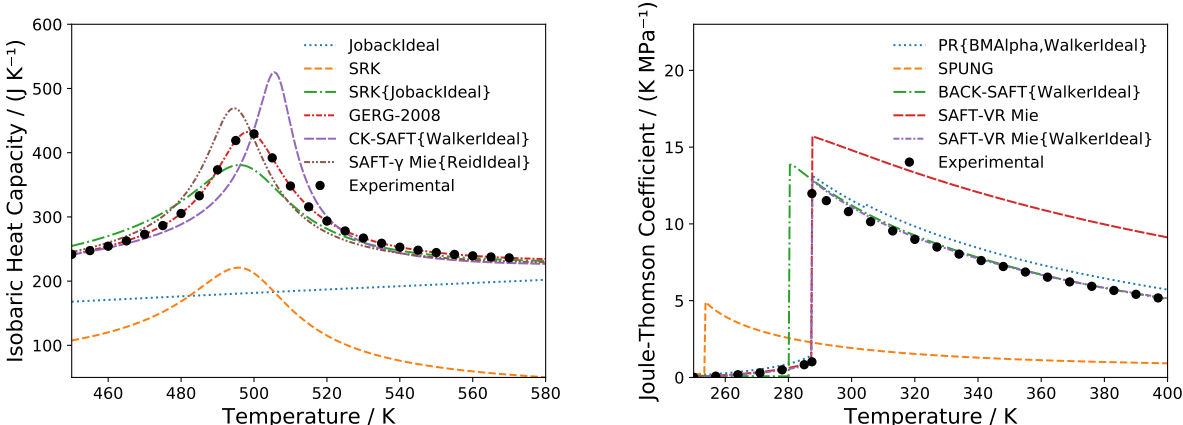 600
500
400
300
200
100
Isobaric Heat Capacity / (J K⁻¹)
JobackIdeal
SRK
SRK{JobackIdeal}
GERG-2008
CK-SAFT{WalkerIdeal}
SAFT-γ Mie{ReidIdeal}
Experimental
460 480 500 520 540 560 580
Temperature / K
20
15
10
5
0
Joule-Thomson Coefficient / (K MPa⁻¹)
PR{BMAlpha,WalkerIdeal}
SPUNG
BACK-SAFT{WalkerIdeal}
SAFT-VR Mie
SAFT-VR Mie{WalkerIdeal}
Experimental
260 280 300 320 340 360 380 400
Temperature / K